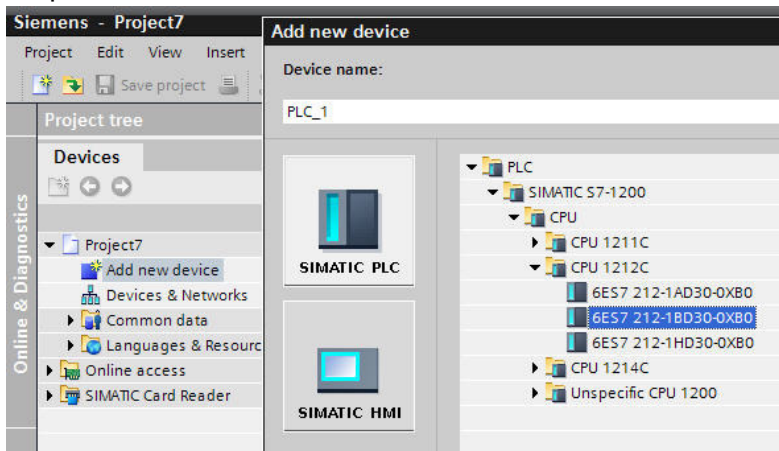 Siemens - Project7
Project Edit View Insert
Save project
Project tree
Devices
Online & Diagnostics
Project7
Add new device
Devices & Networks
Common data
Languages & Resourc
Online access
SIMATIC Card Reader
Add new device
Device name:
PLC_1
SIMATIC PLC
SIMATIC HMI
PLC
SIMATIC S7-1200
CPU
CPU 1211C
CPU 1212C
6ES7 212-1AD30-0XB0
6ES7 212-1BD30-0XB0
6ES7 212-1HD30-0XB0
CPU 1214C
Unspecific CPU 1200